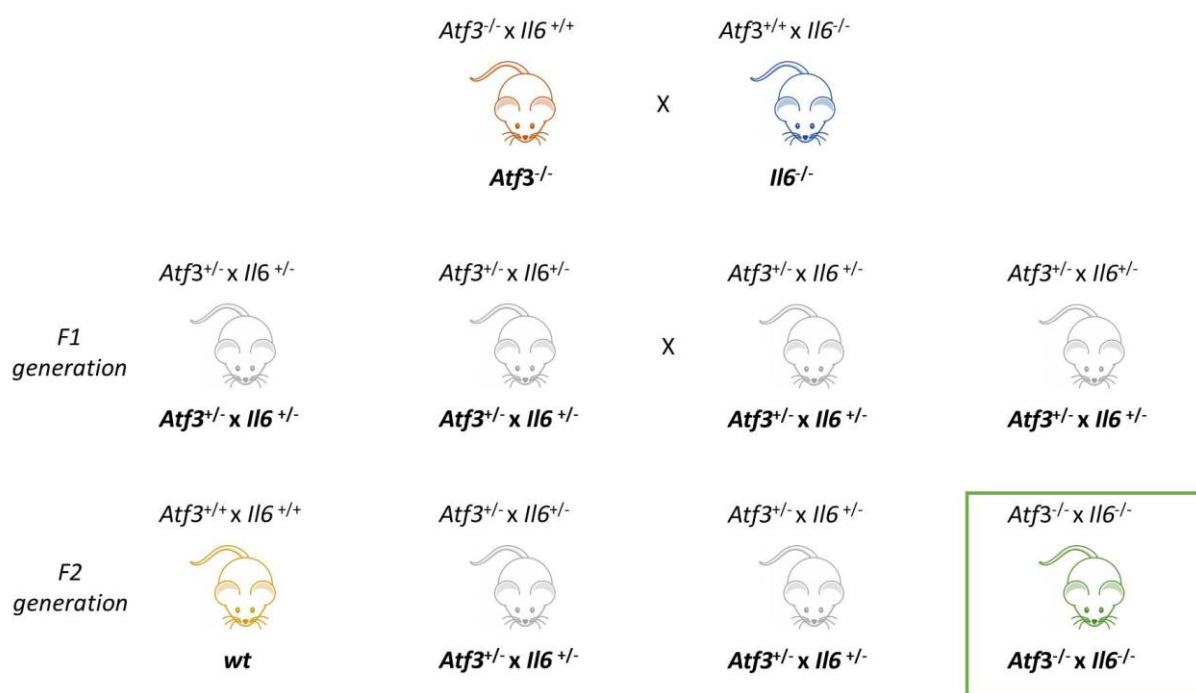 Atf3-/- x Il6 +/+
Atf3+/+ x Il6-/-
X
Atf3-/-
Il6-/-
Atf3+/- x Il6 +/-
Atf3+/- x Il6+/-
Atf3+/- x Il6 +/-
Atf3+/- x Il6+/-
F1
generation
X
Atf3+/- x Il6 +/-
Atf3+/- x Il6 +/-
Atf3+/- x Il6 +/-
Atf3+/- x Il6 +/-
Atf3+/+ x Il6 +/+
Atf3+/- x Il6+/-
Atf3+/- x Il6 +/-
Atf3-/- x Il6-/-
F2
generation
wt
Atf3+/- x Il6 +/-
Atf3+/- x Il6 +/-
Atf3-/- x Il6-/-